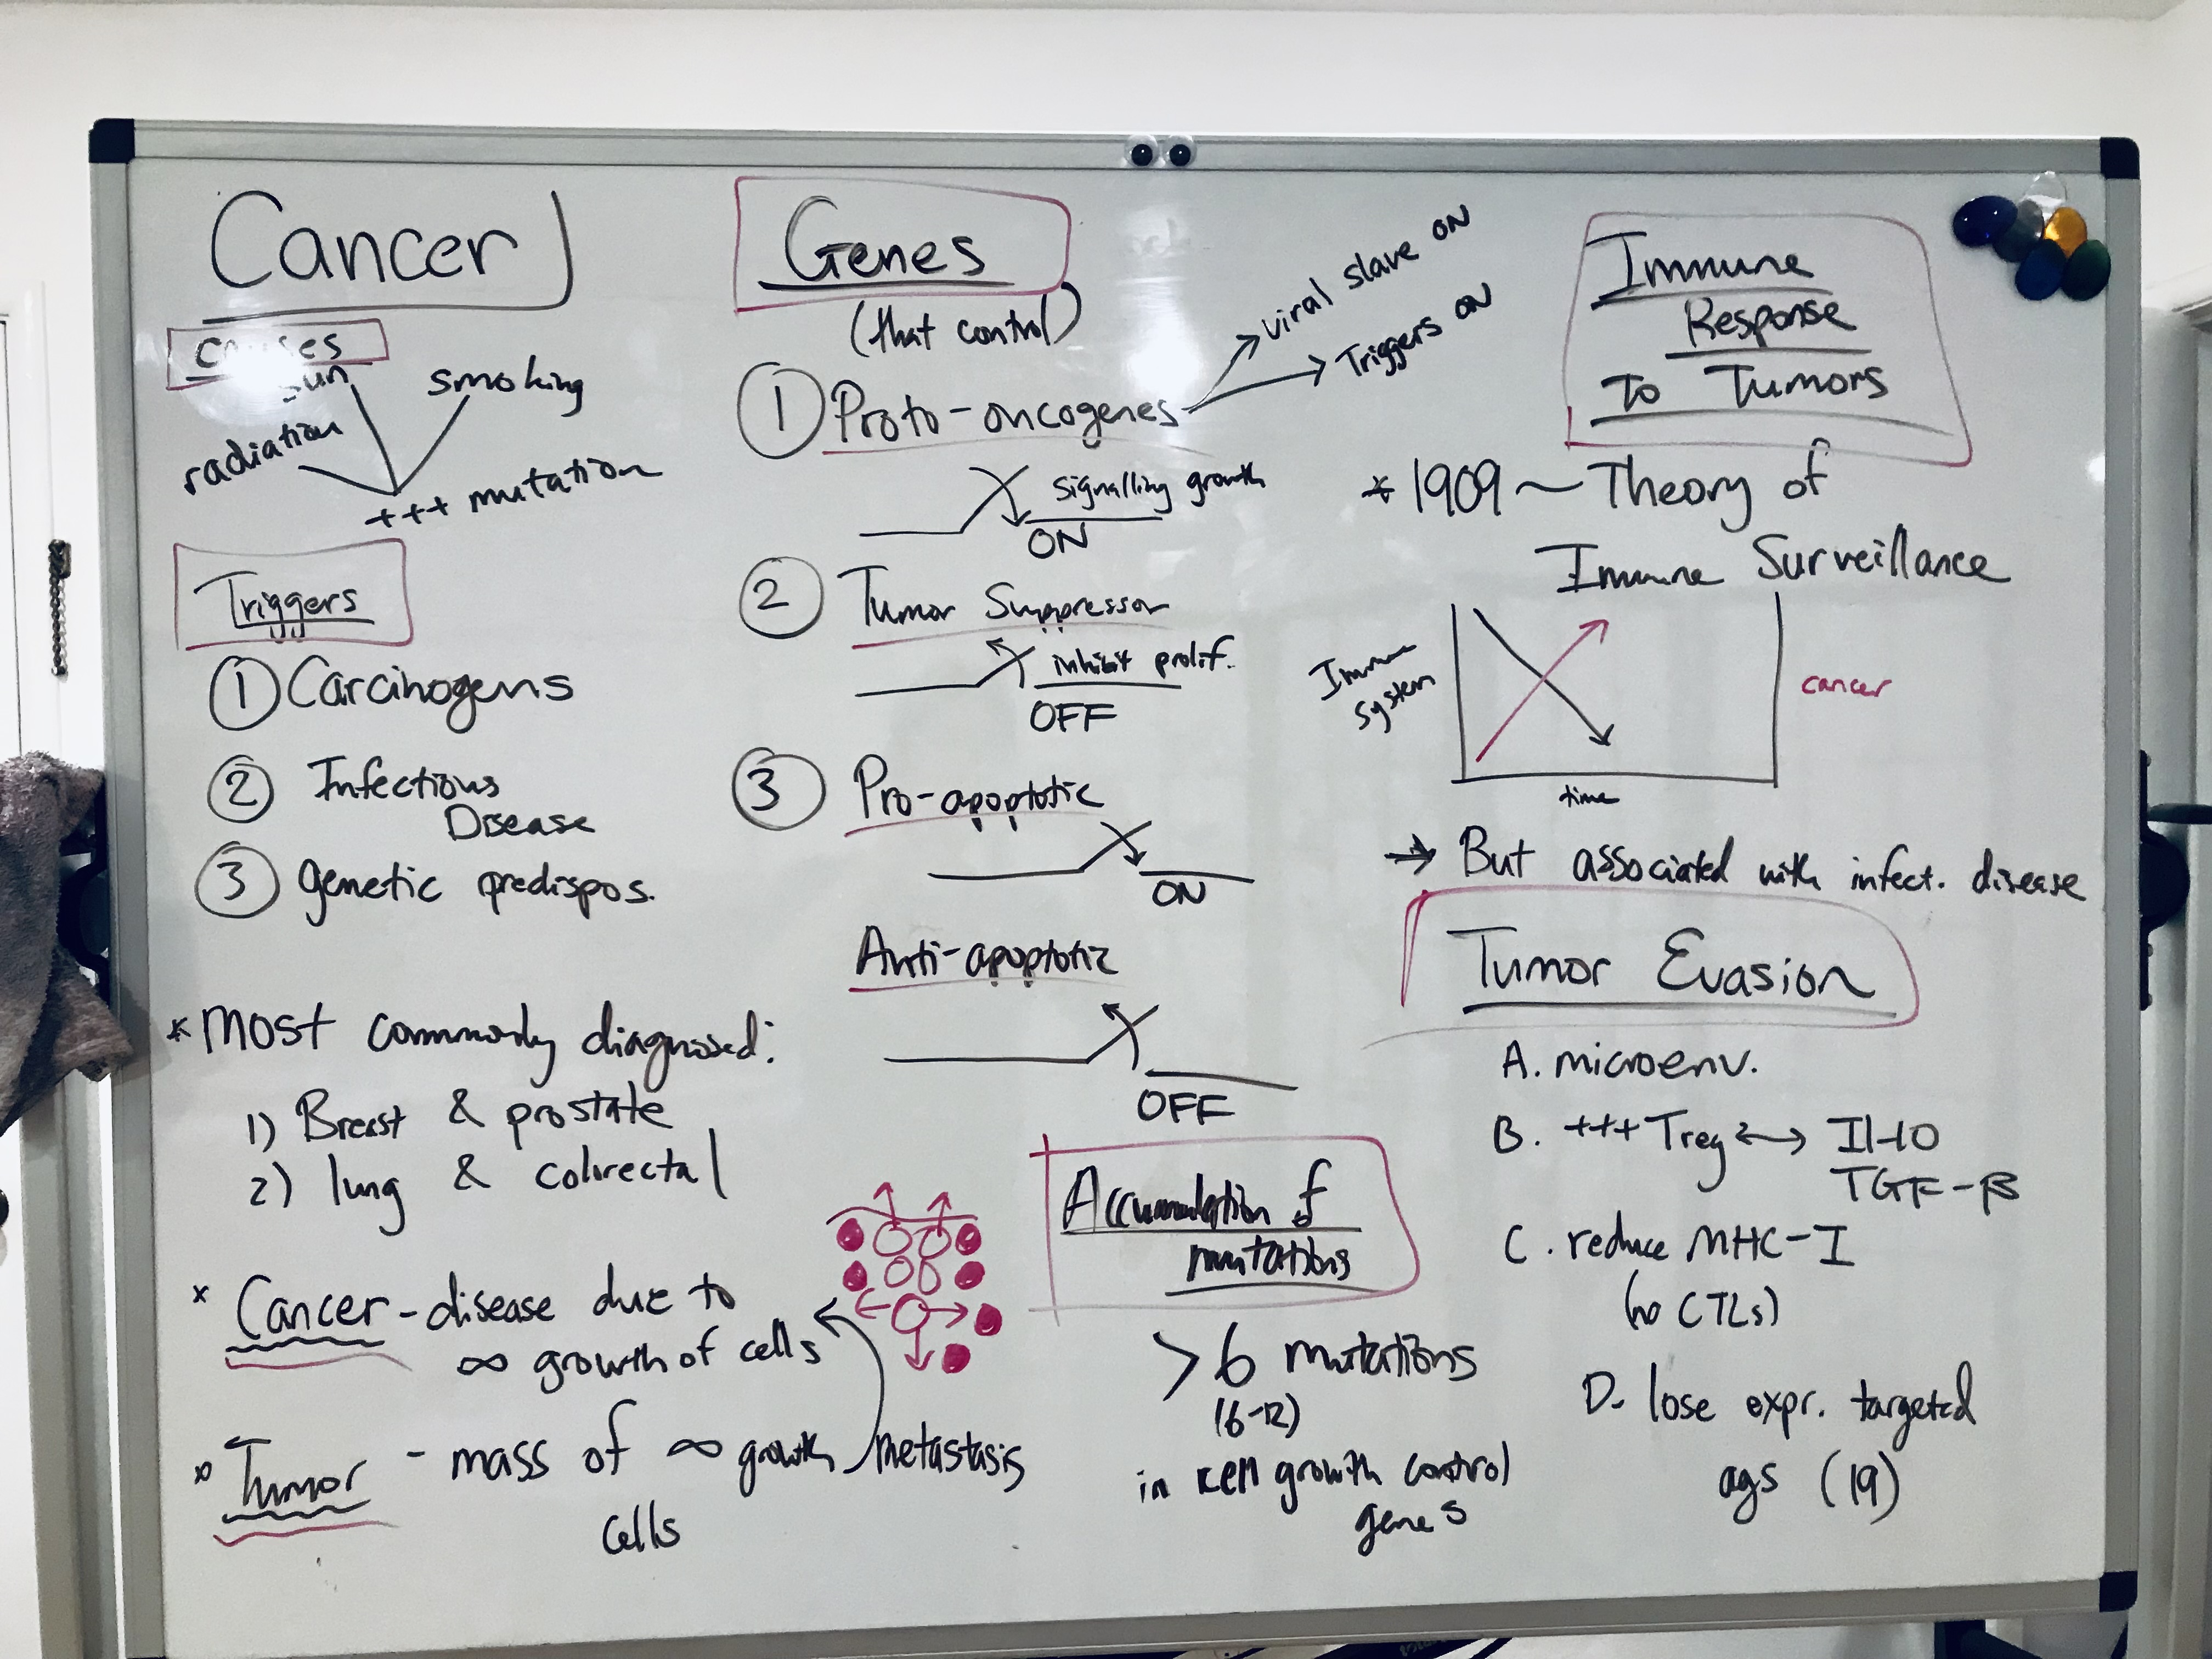 Cancer
causes
sun
smoking
radiation
+++ mutation
Triggers
1 Carcinogens
2 Infectious
Disease
3 genetic predispos.
* Most commonly diagnosed:
1) Breast & prostate
2) lung & colorectal
* Cancer - disease due to
∞ growth of cells
* Tumor - mass of ∞ growth
cells
metastasis
Genes
(that control)
1 Proto-oncogenes
viral slave ON
Triggers ON
signalling growth
ON
2 Tumor Suppressor
inhibit prolif.
OFF
3 Pro-apoptotic
ON
Anti-apoptotic
OFF
Accumulation of
mutations
>6 mutations
(6-12)
in cell growth control
genes
Immune
Response
To Tumors
* 1909 ~ Theory of
Immune Surveillance
Immune
System
cancer
time
→ But associated with infect. disease
Tumor Evasion
A. microenv.
B. +++ Treg ↔ Il-10
TGF-β
C. reduce MHC-I
(no CTLs)
D. lose expr. targeted
ags (19)